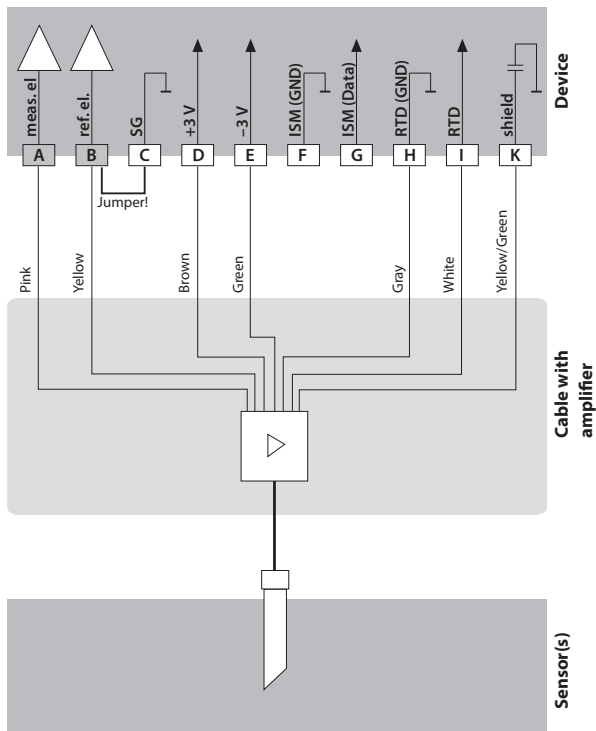 meas. el
ref. el.
SG
+3 V
–3 V
ISM (GND)
ISM (Data)
RTD (GND)
RTD
shield
Device
A
B
C
D
E
F
G
H
I
K
Jumper!
Pink
Yellow
Brown
Green
Gray
White
Yellow/Green
Cable with
amplifier
Sensor(s)